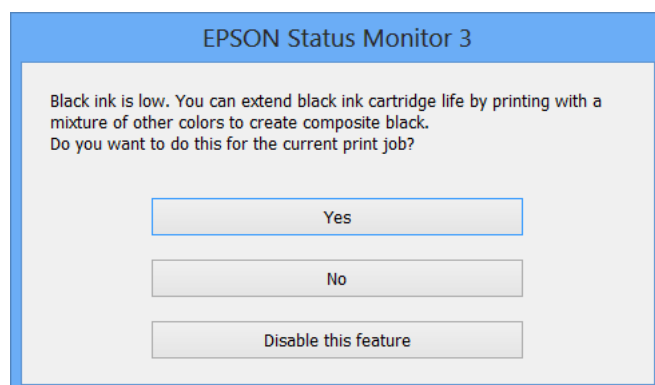 EPSON Status Monitor 3
Black ink is low. You can extend black ink cartridge life by printing with a
mixture of other colors to create composite black.
Do you want to do this for the current print job?
Yes
No
Disable this feature